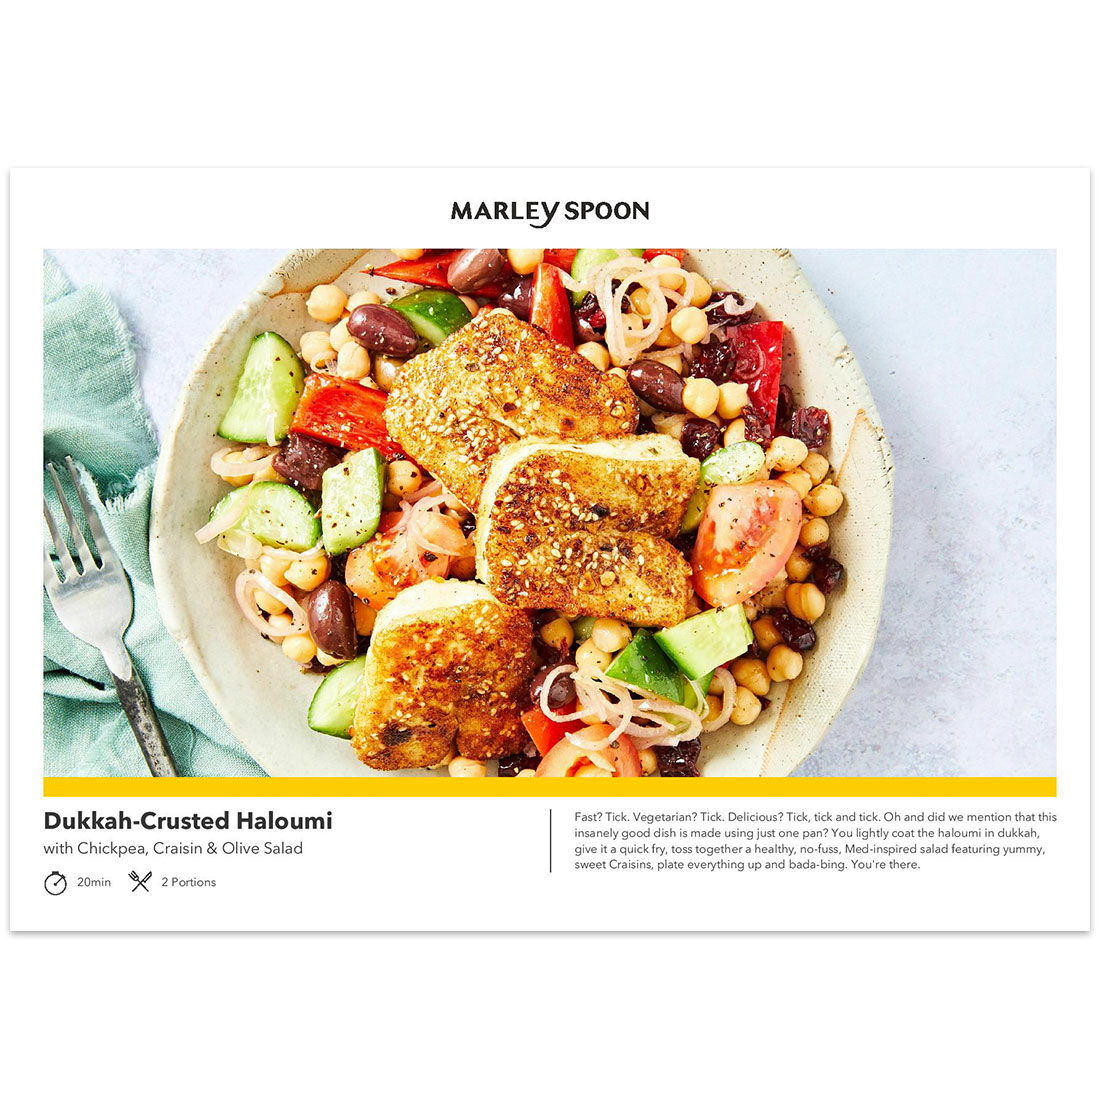 MARLEY SPOON
Dukkah-Crusted Haloumi
with Chickpea, Craisin & Olive Salad
20min 2 Portions
Fast? Tick. Vegetarian? Tick. Delicious? Tick, tick and tick. Oh and did we mention that this
insanely good dish is made using just one pan? You lightly coat the haloumi in dukkah,
give it a quick fry, toss together a healthy, no-fuss, Med-inspired salad featuring yummy,
sweet Craisins, plate everything up and bada-bing. You're there.